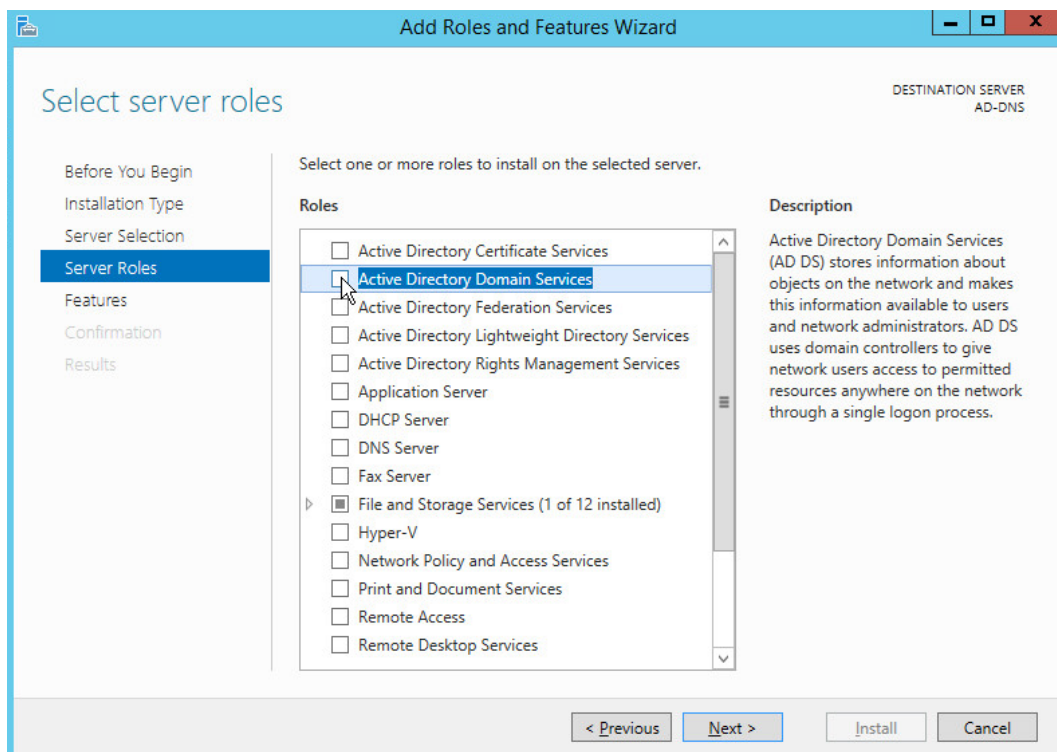 Add Roles and Features Wizard
Select server roles
DESTINATION SERVER
AD-DNS
Before You Begin
Installation Type
Server Selection
Server Roles
Features
Confirmation
Results
Select one or more roles to install on the selected server.
Roles
Active Directory Certificate Services
Active Directory Domain Services
Active Directory Federation Services
Active Directory Lightweight Directory Services
Active Directory Rights Management Services
Application Server
DHCP Server
DNS Server
Fax Server
File and Storage Services (1 of 12 installed)
Hyper-V
Network Policy and Access Services
Print and Document Services
Remote Access
Remote Desktop Services
Description
Active Directory Domain Services
(AD DS) stores information about
objects on the network and makes
this information available to users
and network administrators. AD DS
uses domain controllers to give
network users access to permitted
resources anywhere on the network
through a single logon process.
< Previous
Next >
Install
Cancel